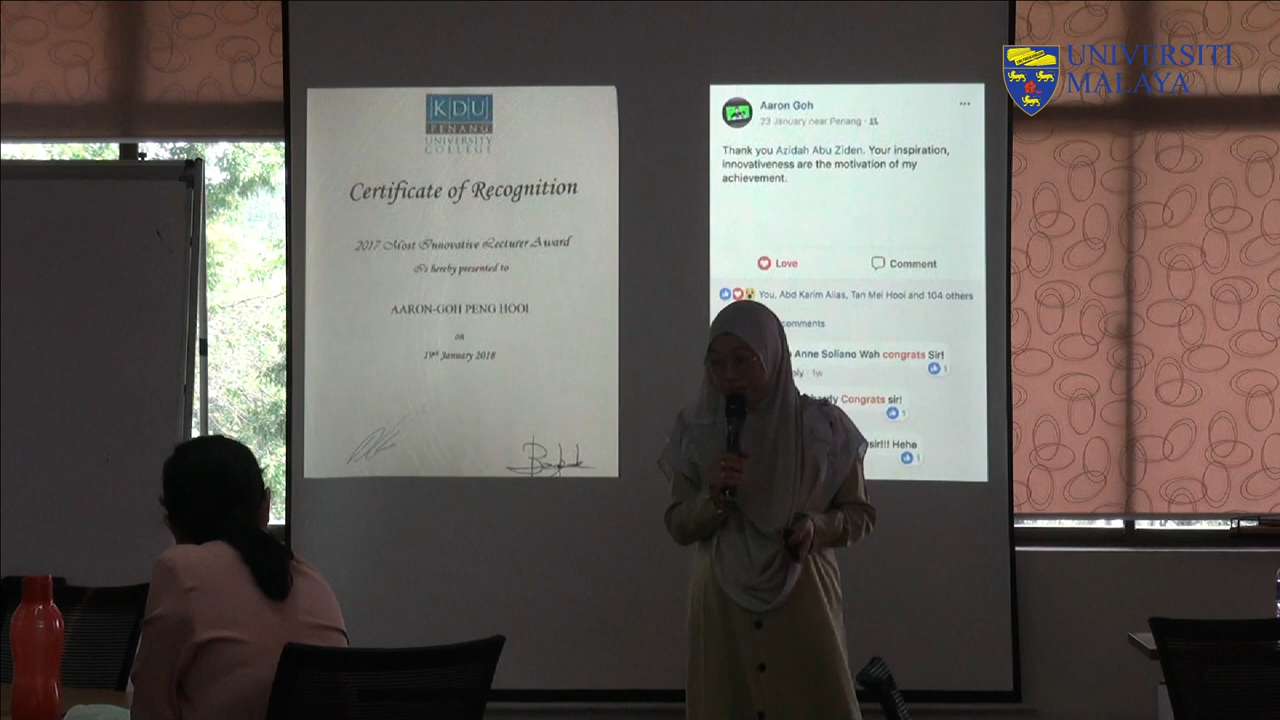 UNIVERSITI
MALAYA
KDU
PENANG
UNIVERSITY
COLLEGE
Certificate of Recognition
2017 Most Innovative Lecturer Award
Is hereby presented to
AARON-GOH PENG HOOI
on
19th January 2018
Aaron Goh
23 January near Penang
Thank you Azidah Abu Ziden. Your inspiration,
innovativeness are the motivation of my
achievement.
Love
Comment
You, Abd Karim Alias, Tan Mei Hooi and 104 others
comments
Anne Soliano Wah congrats Sir!
1w
1
Congrats sir!
1
sir!!! Hehe
1